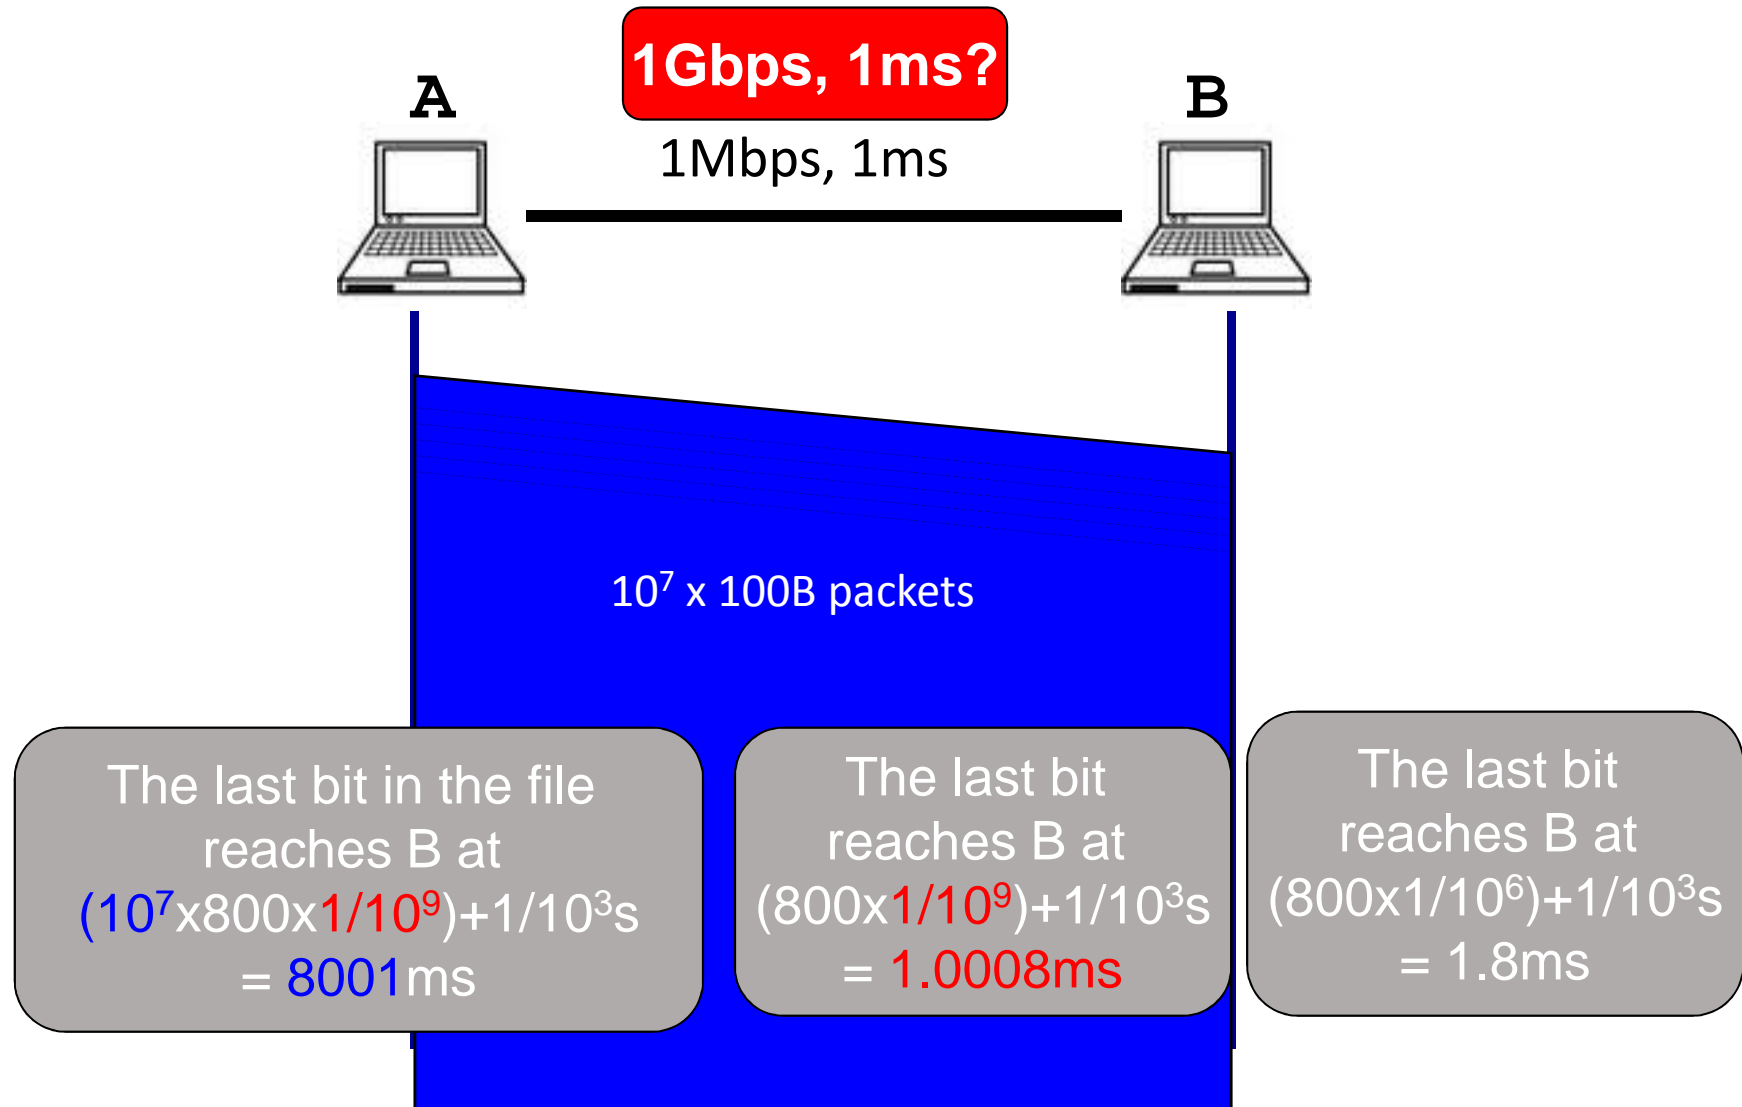 1Gbps, 1ms?
A
B
1Mbps, 1ms
10⁷ x 100B packets
The last bit in the file
reaches B at
(10⁷x800x1/10⁹)+1/10³s
= 8001ms
The last bit
reaches B at
(800x1/10⁹)+1/10³s
= 1.0008ms
The last bit
reaches B at
(800x1/10⁶)+1/10³s
= 1.8ms